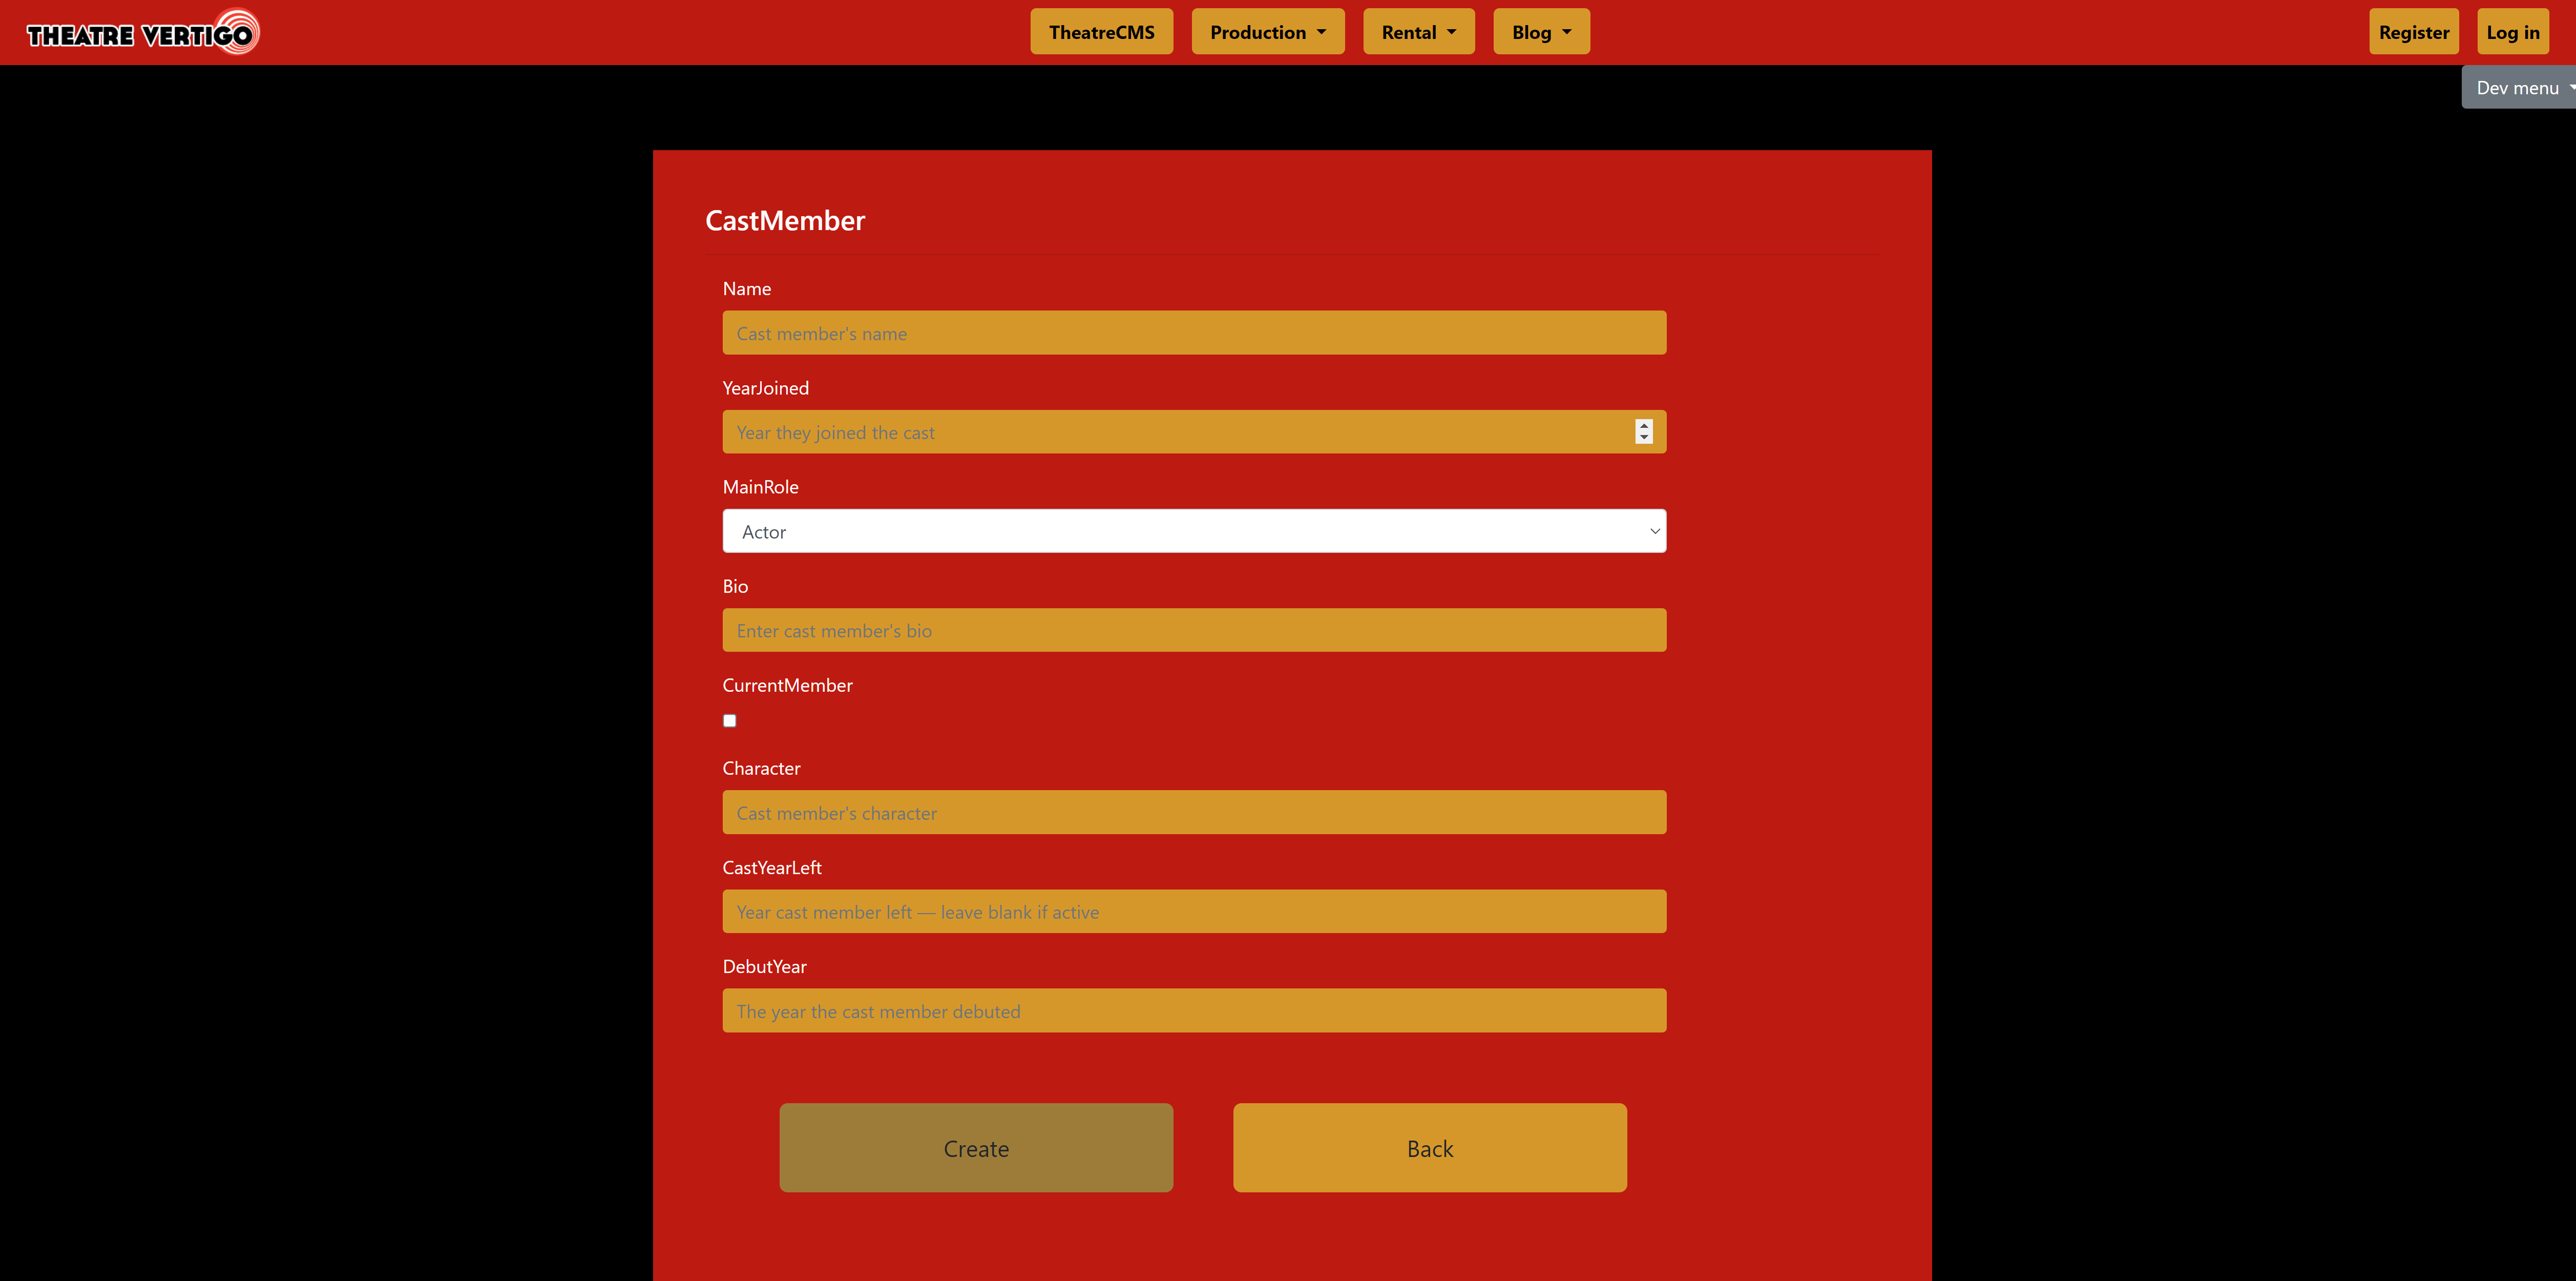 THEATRE VERTIGO
TheatreCMS Production Rental Blog Register Log in
Dev menu
CastMember
Name
Cast member's name
YearJoined
Year they joined the cast
MainRole
Actor
Bio
Enter cast member's bio
CurrentMember
Character
Cast member's character
CastYearLeft
Year cast member left — leave blank if active
DebutYear
The year the cast member debuted
Create Back